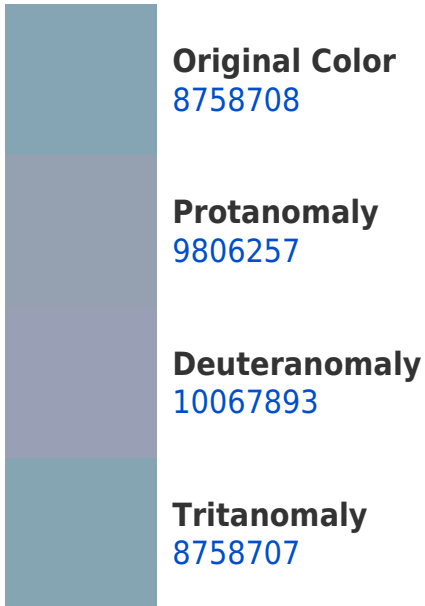 Original Color
8758708
Protanomaly
9806257
Deuteranomaly
10067893
Tritanomaly
8758707